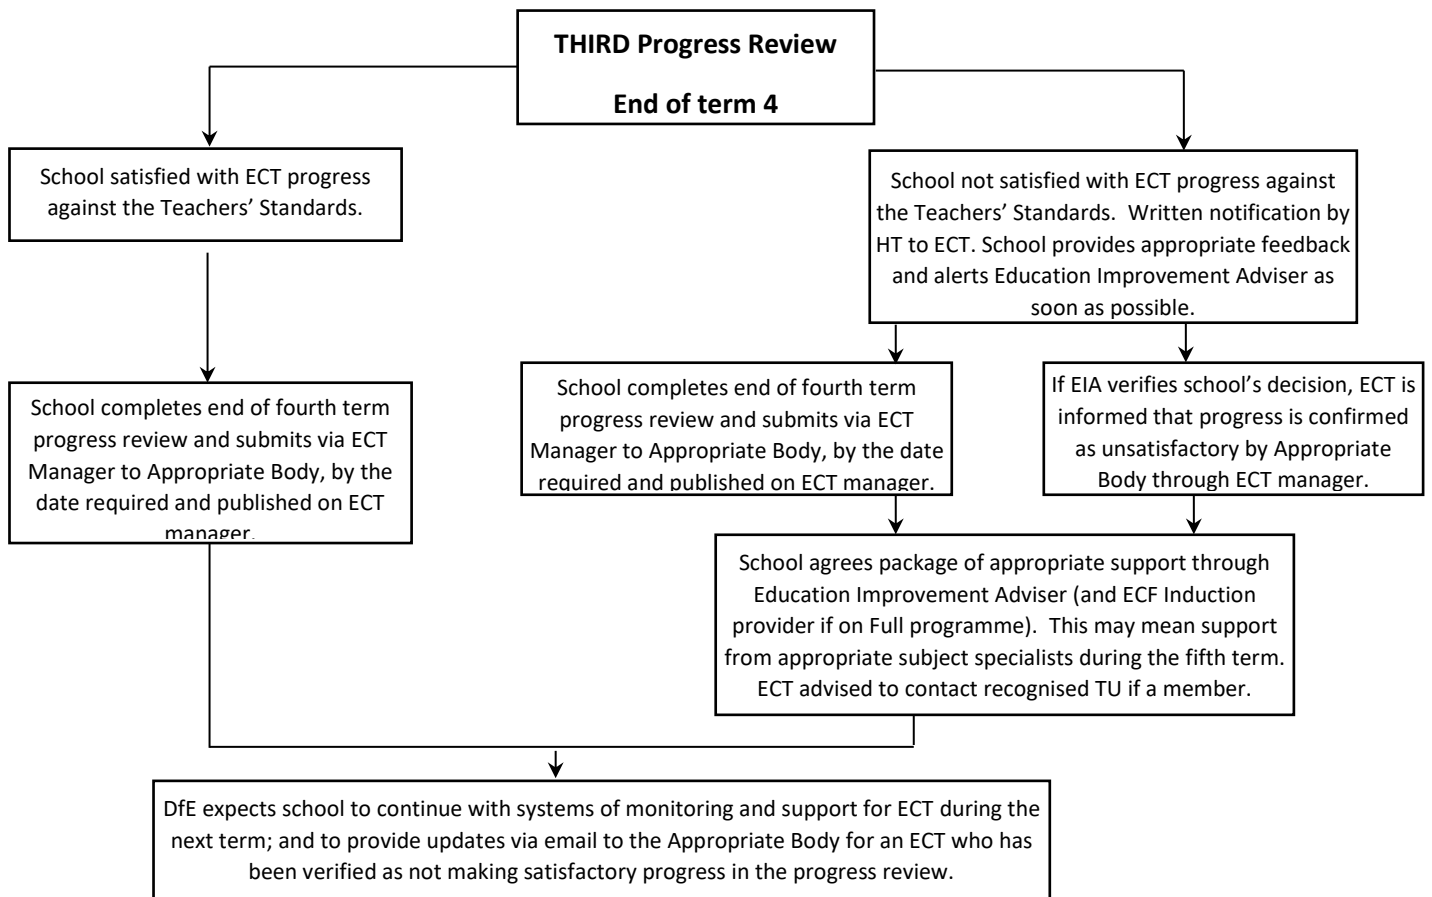 THIRD Progress Review
End of term 4
School satisfied with ECT progress
against the Teachers’ Standards.
School not satisfied with ECT progress against
the Teachers’ Standards.  Written notification by
HT to ECT. School provides appropriate feedback
and alerts Education Improvement Adviser as
soon as possible.
School completes end of fourth term
progress review and submits via ECT
Manager to Appropriate Body, by the
date required and published on ECT
manager.
School completes end of fourth term
progress review and submits via ECT
Manager to Appropriate Body, by the date
required and published on ECT manager.
If EIA verifies school’s decision, ECT is
informed that progress is confirmed
as unsatisfactory by Appropriate
Body through ECT manager.
School agrees package of appropriate support through
Education Improvement Adviser (and ECF Induction
provider if on Full programme).  This may mean support
from appropriate subject specialists during the fifth term.
ECT advised to contact recognised TU if a member.
DfE expects school to continue with systems of monitoring and support for ECT during the
next term; and to provide updates via email to the Appropriate Body for an ECT who has
been verified as not making satisfactory progress in the progress review.